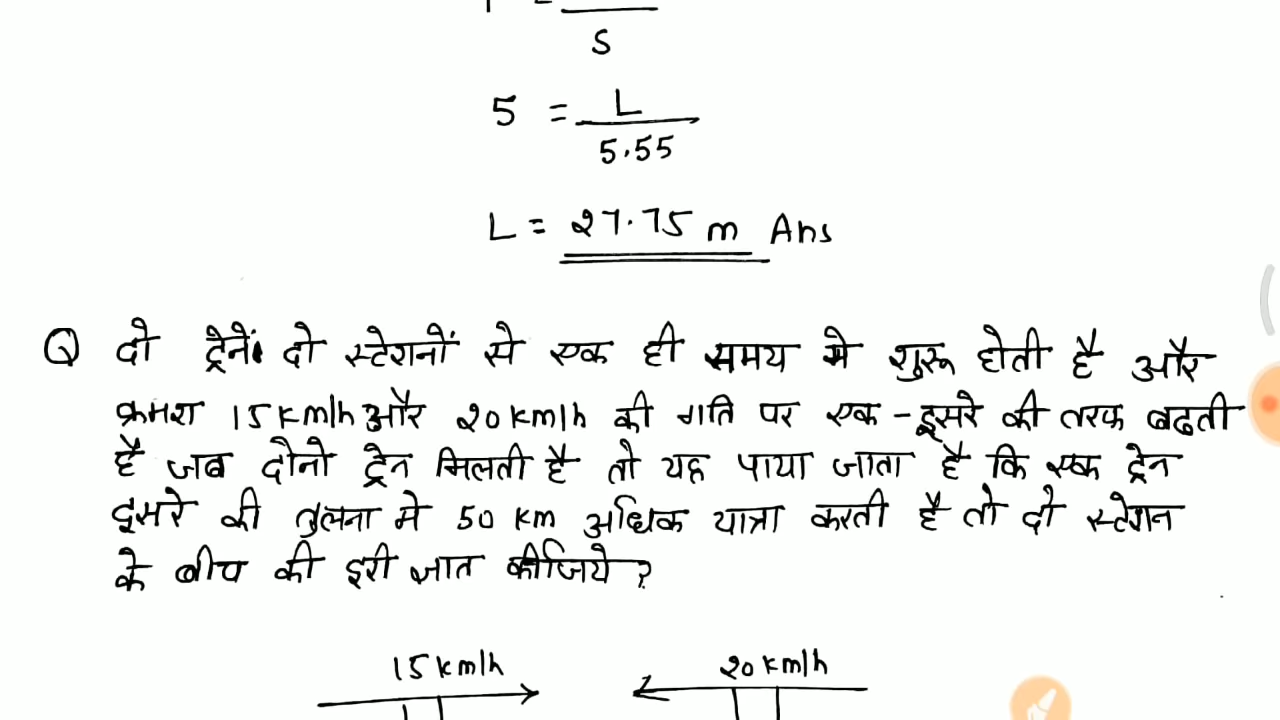 S
5 = L
5.55
L = 27.75 m Ans
Q दो ट्रेनें दो स्टेशनों से एक ही समय मे शुरू होती है और
क्रमश 15 km/h और 20 km/h की गति पर एक - दूसरे की तरफ बढती
है जब दोनो ट्रेन मिलती है तो यह पाया जाता है कि एक ट्रेन
दूसरे की तुलना मे 50 km अधिक यात्रा करती है तो दो स्टेशन
के बीच की दूरी ज्ञात कीजिये ?
15 km/h 20 km/h